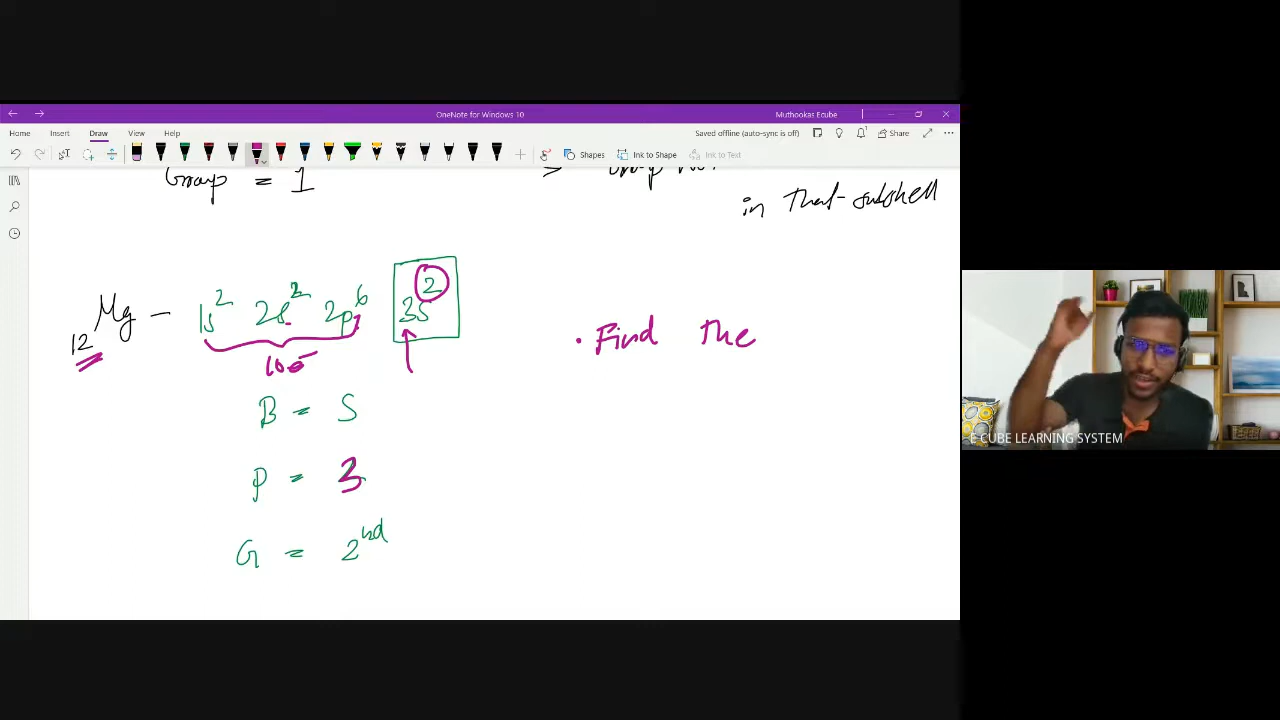 OneNote for Windows 10
Muthookas Ecube
Home Insert Draw View Help
Saved offline (auto-sync is off)
Share
Shapes
Ink to Shape
Ink to Text
Group = 1
in that subshell
12 Mg - 1s² 2s² 2p⁶ 3s²
B = S
P = 3
G = 2nd
. Find The
E CUBE LEARNING SYSTEM